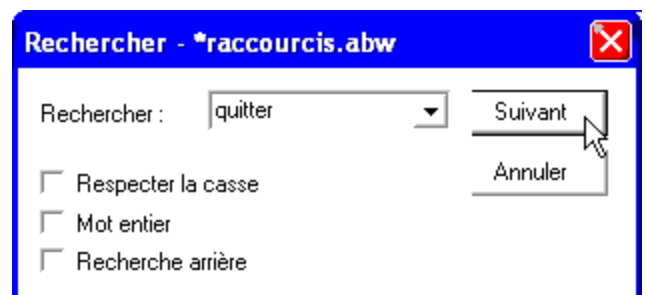 Rechercher - *raccourcis.abw
Rechercher : quitter Suivant
Annuler
Respecter la casse
Mot entier
Recherche arrière